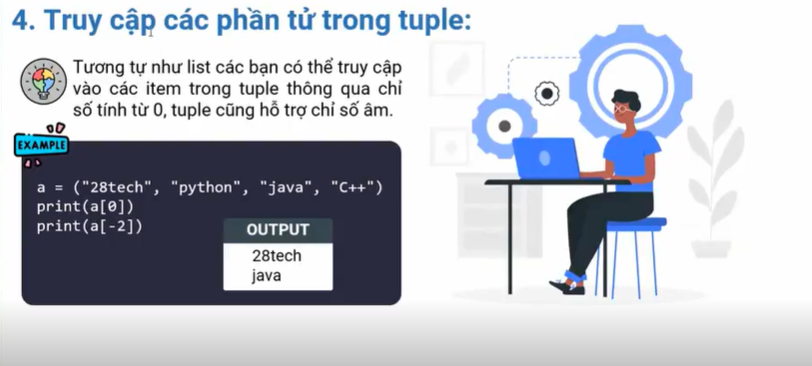 4. Truy cập các phần tử trong tuple:
Tương tự như list các bạn có thể truy cập
vào các item trong tuple thông qua chỉ
số tính từ 0, tuple cũng hỗ trợ chỉ số âm.
EXAMPLE
a = ("28tech", "python", "java", "C++")
print(a[0])
print(a[-2])
OUTPUT
28tech
java